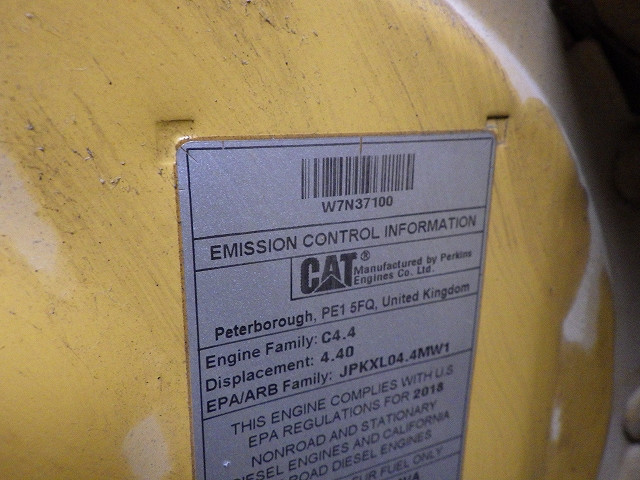 W7N37100
EMISSION CONTROL INFORMATION
CAT® Manufactured by Perkins
Engines Co. Ltd.
Peterborough, PE1 5FQ, United Kingdom
Engine Family: C4.4
Displacement: 4.40
EPA/ARB Family: JPKXL04.4MW1
THIS ENGINE COMPLIES WITH U.S
EPA REGULATIONS FOR 2018
NONROAD AND STATIONARY
DIESEL ENGINES AND CALIFORNIA
ROAD DIESEL ENGINES
FUEL ONLY